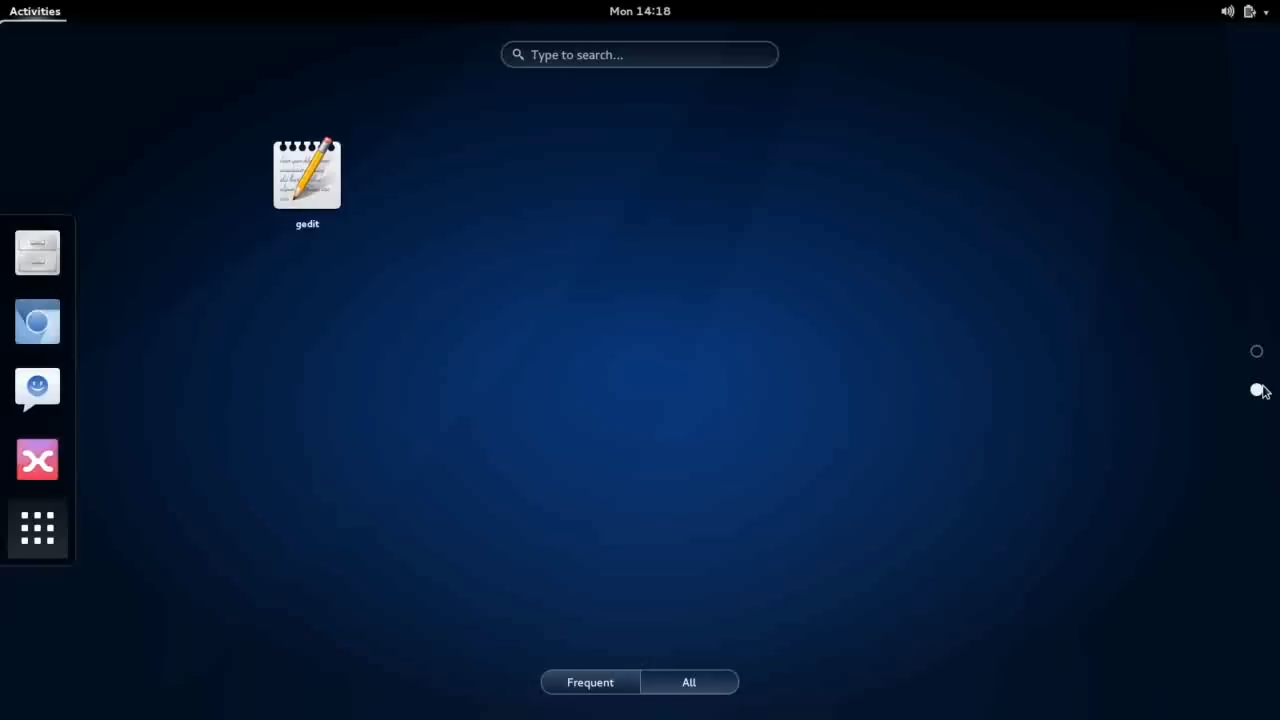 Activities
Mon 14:18
Type to search...
gedit
Frequent
All